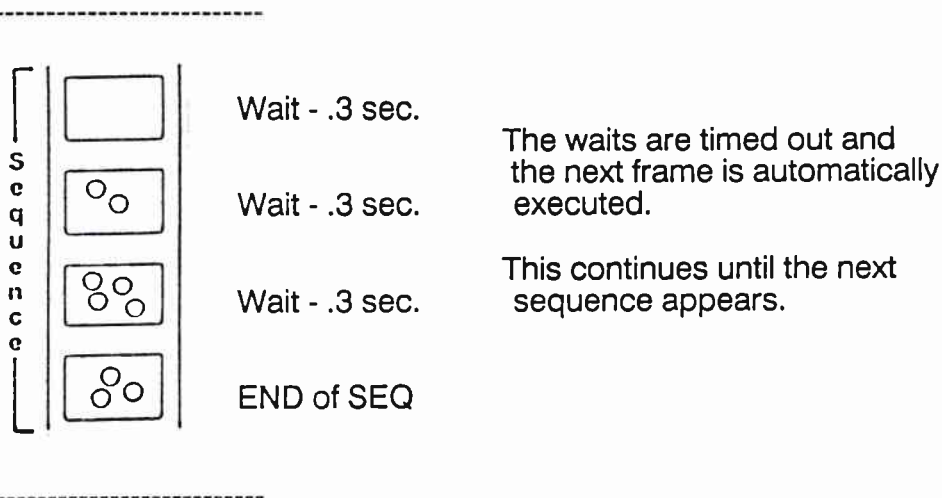 Sequence
Wait - .3 sec.
Wait - .3 sec.
Wait - .3 sec.
END of SEQ
The waits are timed out and
the next frame is automatically
executed.
This continues until the next
sequence appears.